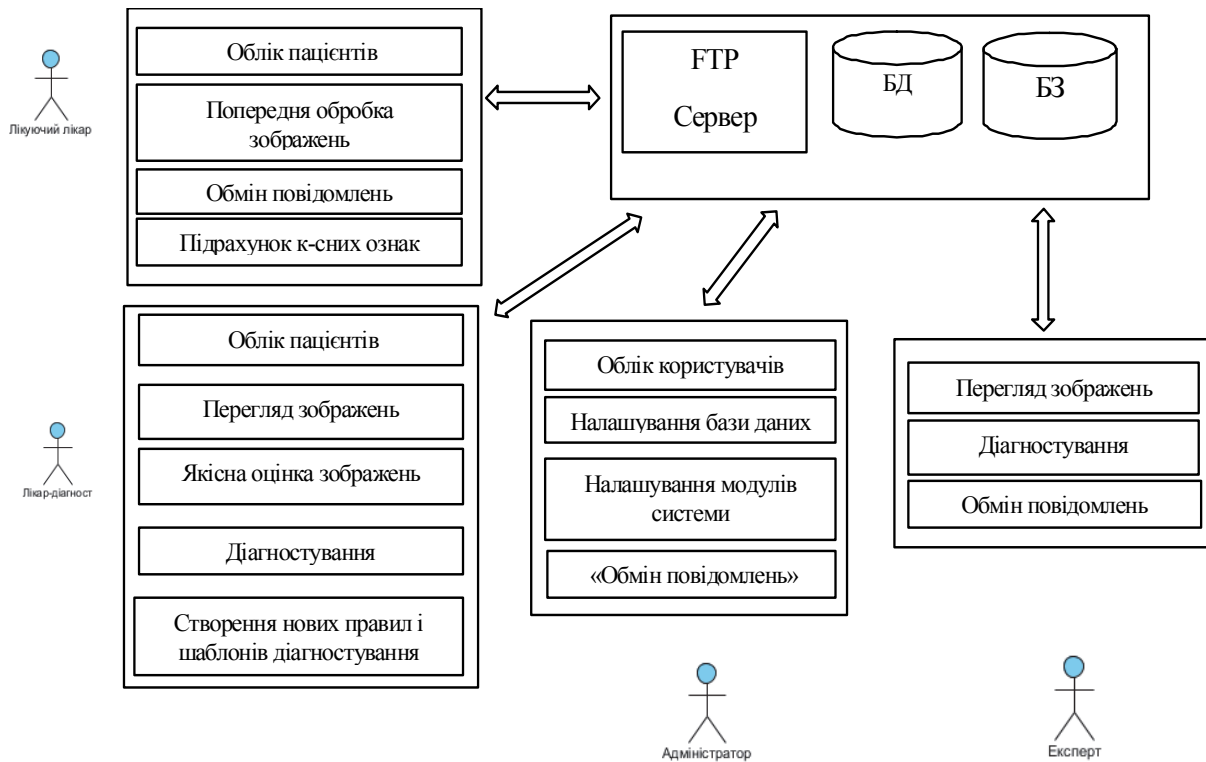 Лікуючий лікар
Облік пацієнтів
Попередня обробка
зображень
Обмін повідомлень
Підрахунок к-сних ознак
FTP
Сервер
БД
БЗ
Лікар-діагност
Облік пацієнтів
Перегляд зображень
Якісна оцінка зображень
Діагностування
Створення нових правил і
шаблонів діагностування
Облік користувачів
Налашування бази даних
Налашування модулів
системи
«Обмін повідомлень»
Перегляд зображень
Діагностування
Обмін повідомлень
Адміністратор
Експерт